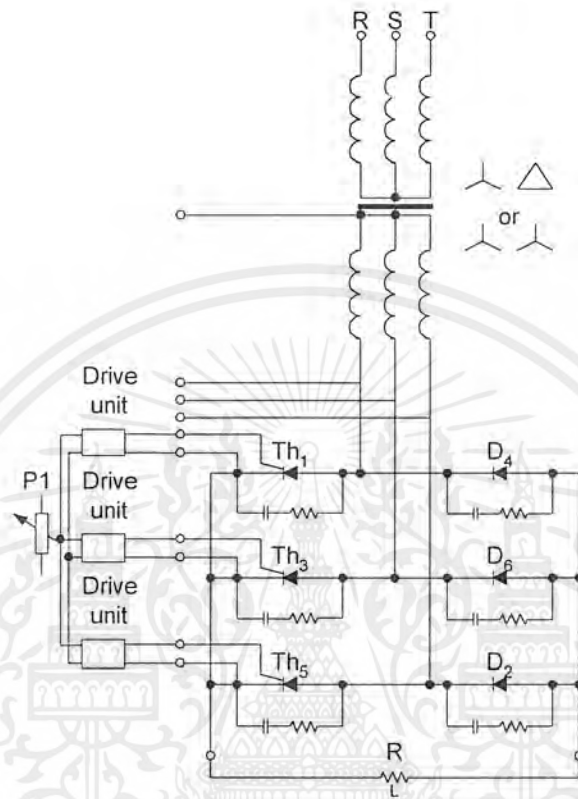 R S T
or
Drive
unit
Th1 D4
P1
Drive
unit
Th3 D6
Drive
unit
Th5 D2
R
L